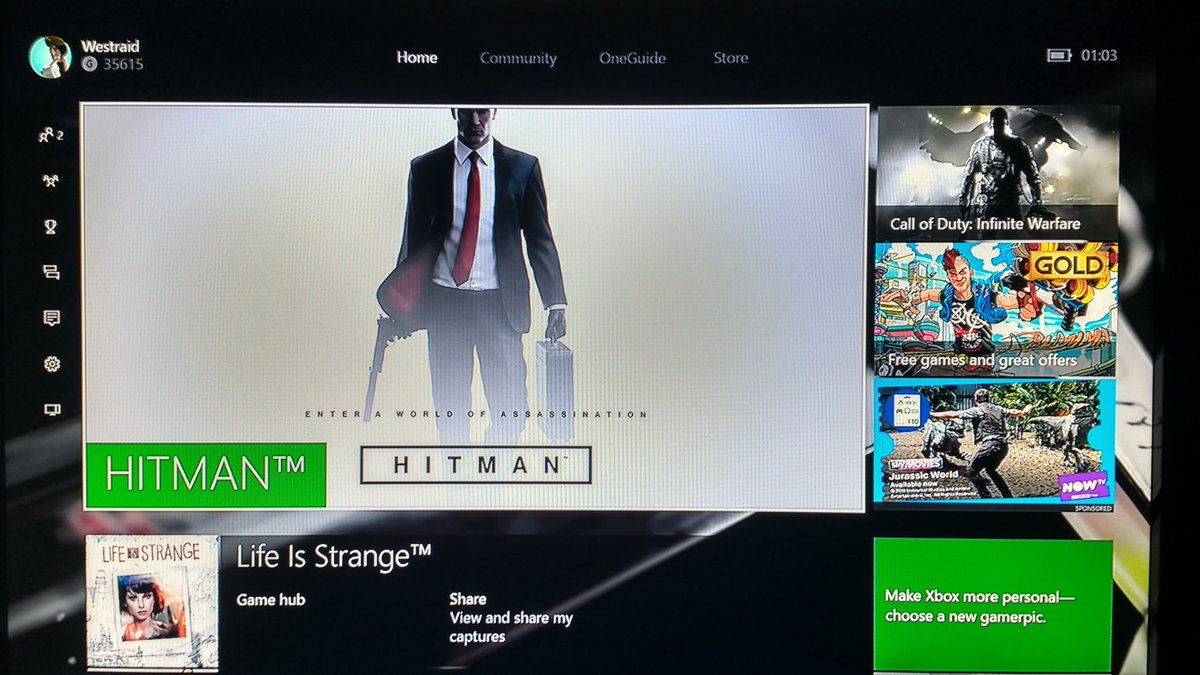 Westraid
G 35615
Home
Community
OneGuide
Store
01:03
2
ENTER A WORLD OF ASSASSINATION
HITMAN™
HITMAN™
Call of Duty: Infinite Warfare
GOLD
Free games and great offers
XBOX
£10
sky MOVIES
Jurassic World
Available now
NOW TV
SPONSORED
LIFE IS STRANGE
Life Is Strange™
Game hub
Share
View and share my
captures
Make Xbox more personal—
choose a new gamerpic.